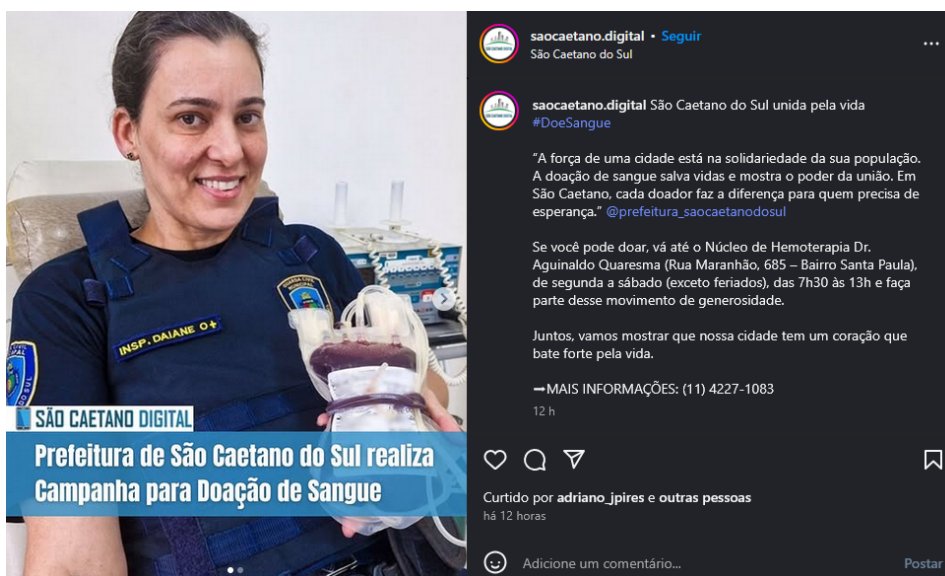 saocaetano.digital • Seguir
São Caetano do Sul
saocaetano.digital São Caetano do Sul unida pela vida
#DoeSangue
“A força de uma cidade está na solidariedade da sua população.
A doação de sangue salva vidas e mostra o poder da união. Em
São Caetano, cada doador faz a diferença para quem precisa de
esperança.” @prefeitura_saocaetanodosul
Se você pode doar, vá até o Núcleo de Hemoterapia Dr.
Aguinaldo Quaresma (Rua Maranhão, 685 – Bairro Santa Paula),
de segunda a sábado (exceto feriados), das 7h30 às 13h e faça
parte desse movimento de generosidade.
Juntos, vamos mostrar que nossa cidade tem um coração que
bate forte pela vida.
➞MAIS INFORMAÇÕES: (11) 4227-1083
12 h
Curtido por adriano_jpires e outras pessoas
há 12 horas
Adicione um comentário...
Postar
GUARDA CIVIL
MUNICIPAL
INSP. DAIANE O+
SÃO CAETANO DIGITAL
Prefeitura de São Caetano do Sul realiza
Campanha para Doação de Sangue